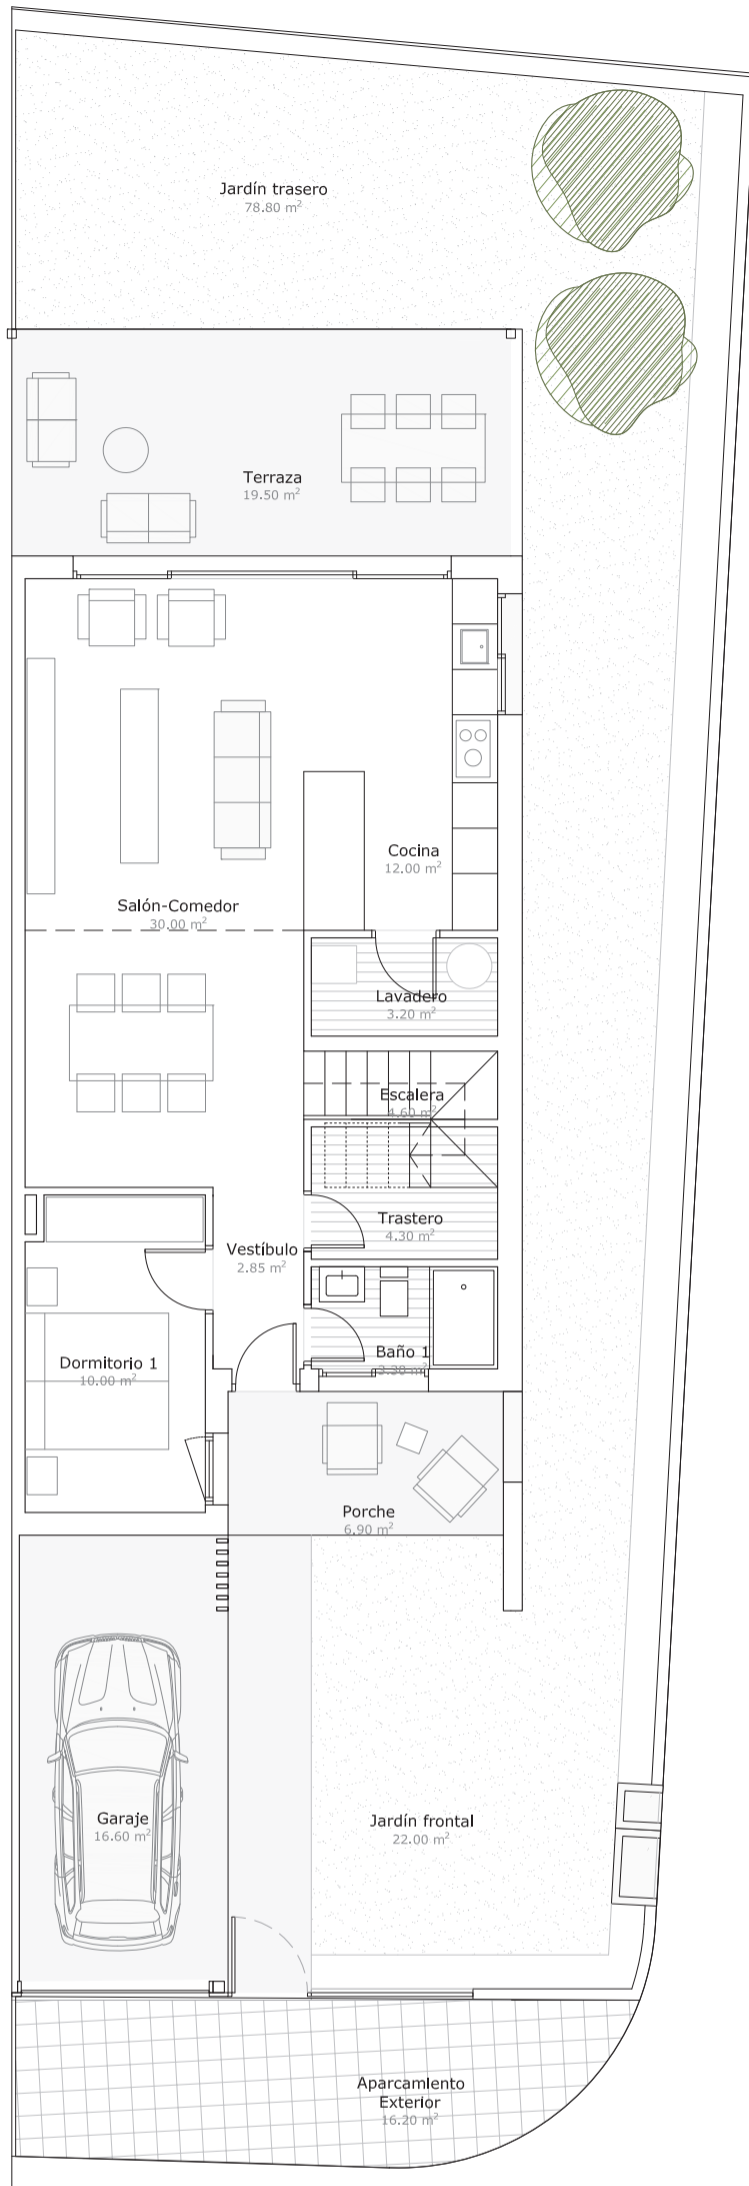 Jardín trasero
78.80 m²
Terraza
19.50 m²
Cocina
12.00 m²
Salón-Comedor
30.00 m²
Lavadero
3.20 m²
Escalera
4.60 m²
Trastero
4.30 m²
Vestíbulo
2.85 m²
Baño 1
3.30 m²
Dormitorio 1
10.00 m²
Porche
6.90 m²
Garaje
16.60 m²
Jardín frontal
22.00 m²
Aparcamiento
Exterior
16.20 m²